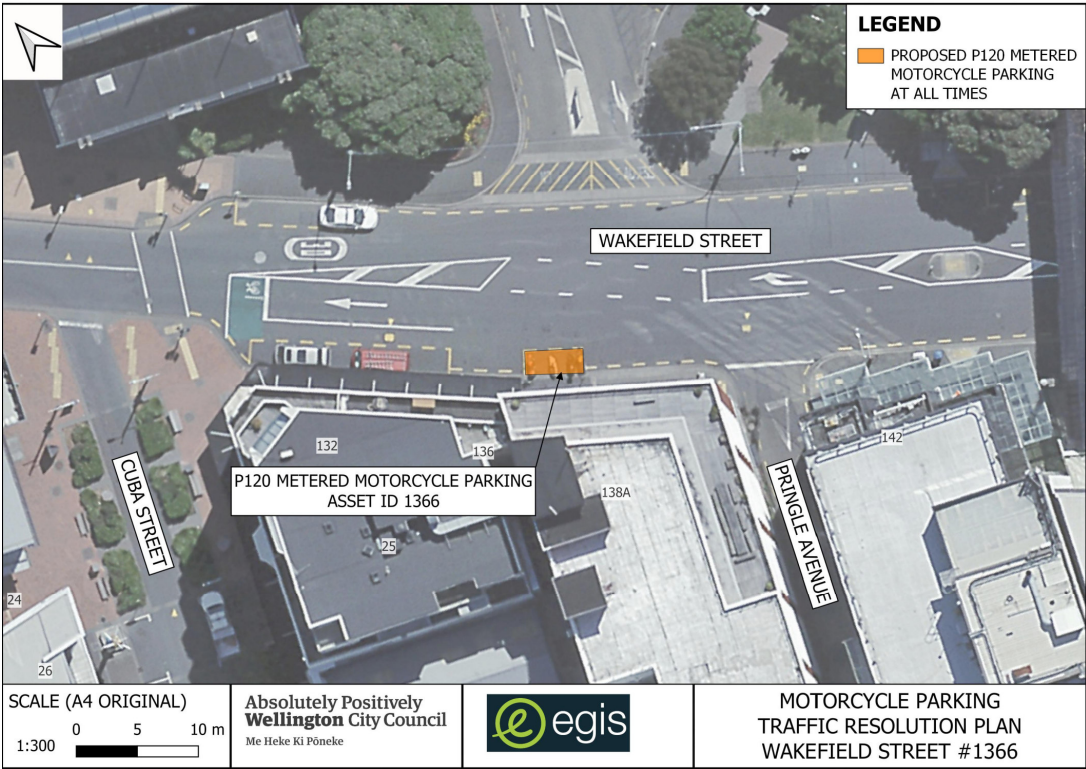 LEGEND
PROPOSED P120 METERED
MOTORCYCLE PARKING
AT ALL TIMES
WAKEFIELD STREET
132
136
142
P120 METERED MOTORCYCLE PARKING
ASSET ID 1366
138A
CUBA STREET
PRINGLE AVENUE
25
24
26
SCALE (A4 ORIGINAL)
0 5 10 m
1:300
Absolutely Positively
Wellington City Council
Me Heke Ki Pōneke
egis
MOTORCYCLE PARKING
TRAFFIC RESOLUTION PLAN
WAKEFIELD STREET #1366